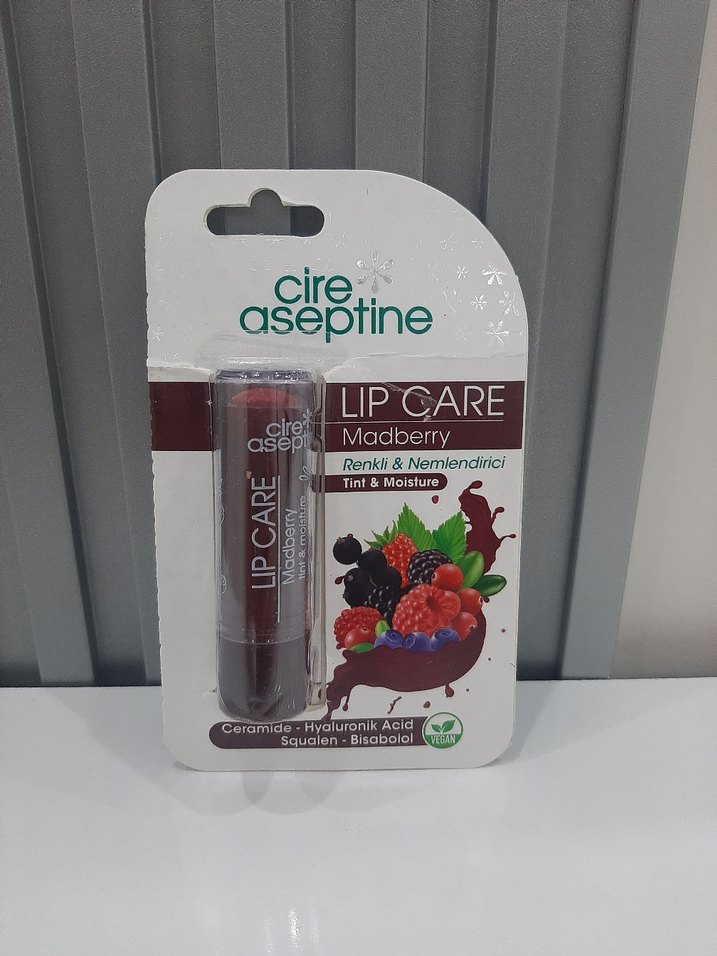 cire
aseptine
LIP CARE
Madberry
Renkli & Nemlendirici
Tint & Moisture
cire
asepti
LIP CARE
Madberry
tint & moisture
Ceramide - Hyaluronik Acid
Squalen - Bisabolol
VEGAN